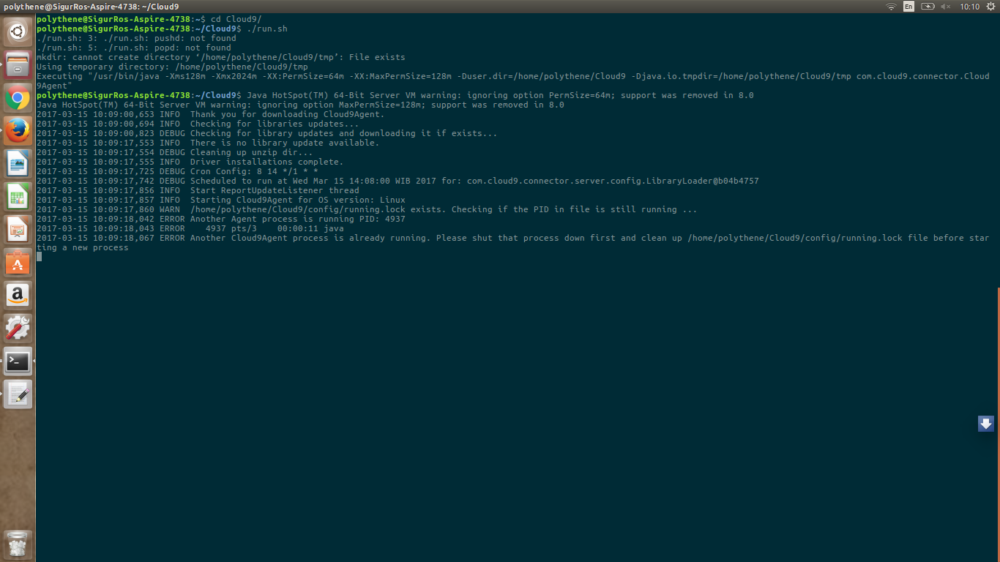 polythene@SigurRos-Aspire-4738: ~/Cloud9
En
10:10
polythene@SigurRos-Aspire-4738:~$ cd Cloud9/
polythene@SigurRos-Aspire-4738:~/Cloud9$ ./run.sh
./run.sh: 3: ./run.sh: pushd: not found
./run.sh: 5: ./run.sh: popd: not found
mkdir: cannot create directory ‘/home/polythene/Cloud9/tmp’: File exists
Using temporary directory: /home/polythene/Cloud9/tmp
Executing "/usr/bin/java -Xms128m -Xmx2024m -XX:PermSize=64m -XX:MaxPermSize=128m -Duser.dir=/home/polythene/Cloud9 -Djava.io.tmpdir=/home/polythene/Cloud9/tmp com.cloud9.connector.Cloud
9Agent"
polythene@SigurRos-Aspire-4738:~/Cloud9$ Java HotSpot(TM) 64-Bit Server VM warning: ignoring option PermSize=64m; support was removed in 8.0
Java HotSpot(TM) 64-Bit Server VM warning: ignoring option MaxPermSize=128m; support was removed in 8.0
2017-03-15 10:09:00,653 INFO  Thank you for downloading Cloud9Agent.
2017-03-15 10:09:00,694 INFO  Checking for libraries updates...
2017-03-15 10:09:00,823 DEBUG Checking for library updates and downloading it if exists...
2017-03-15 10:09:17,553 INFO  There is no library update available.
2017-03-15 10:09:17,554 DEBUG Cleaning up unzip dir...
2017-03-15 10:09:17,555 INFO  Driver installations complete.
2017-03-15 10:09:17,725 DEBUG Cron Config: 8 14 */1 * *
2017-03-15 10:09:17,742 DEBUG Scheduled to run at Wed Mar 15 14:08:00 WIB 2017 for: com.cloud9.connector.server.config.LibraryLoader@b04b4757
2017-03-15 10:09:17,856 INFO  Start ReportUpdateListener thread
2017-03-15 10:09:17,857 INFO  Starting Cloud9Agent for OS version: Linux
2017-03-15 10:09:17,860 WARN  /home/polythene/Cloud9/config/running.lock exists. Checking if the PID in file is still running ...
2017-03-15 10:09:18,042 ERROR Another Agent process is running PID: 4937
2017-03-15 10:09:18,043 ERROR    4937 pts/3    00:00:11 java
2017-03-15 10:09:18,067 ERROR Another Cloud9Agent process is already running. Please shut that process down first and clean up /home/polythene/Cloud9/config/running.lock file before star
ting a new process